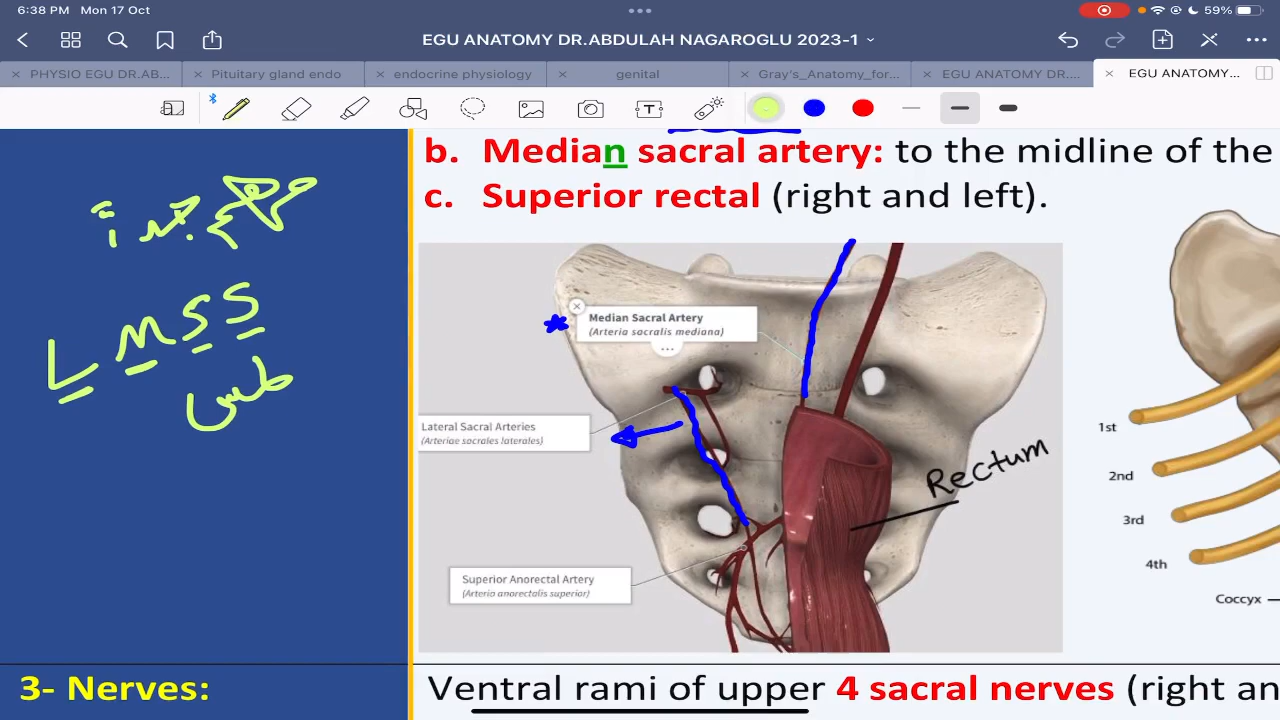 6:38 PM Mon 17 Oct
59%
EGU ANATOMY DR.ABDULAH NAGAROGLU 2023-1
PHYSIO EGU DR.AB...
Pituitary gland endo
endocrine physiology
genital
Gray's_Anatomy_for...
EGU ANATOMY DR....
EGU ANATOMY...
b. Median sacral artery: to the midline of the
c. Superior rectal (right and left).
L M S S
Median Sacral Artery
(Arteria sacralis mediana)
Lateral Sacral Arteries
(Arteriae sacrales laterales)
Rectum
Superior Anorectal Artery
(Arteria anorectalis superior)
1st
2nd
3rd
4th
Coccyx
3- Nerves:
Ventral rami of upper 4 sacral nerves (right an